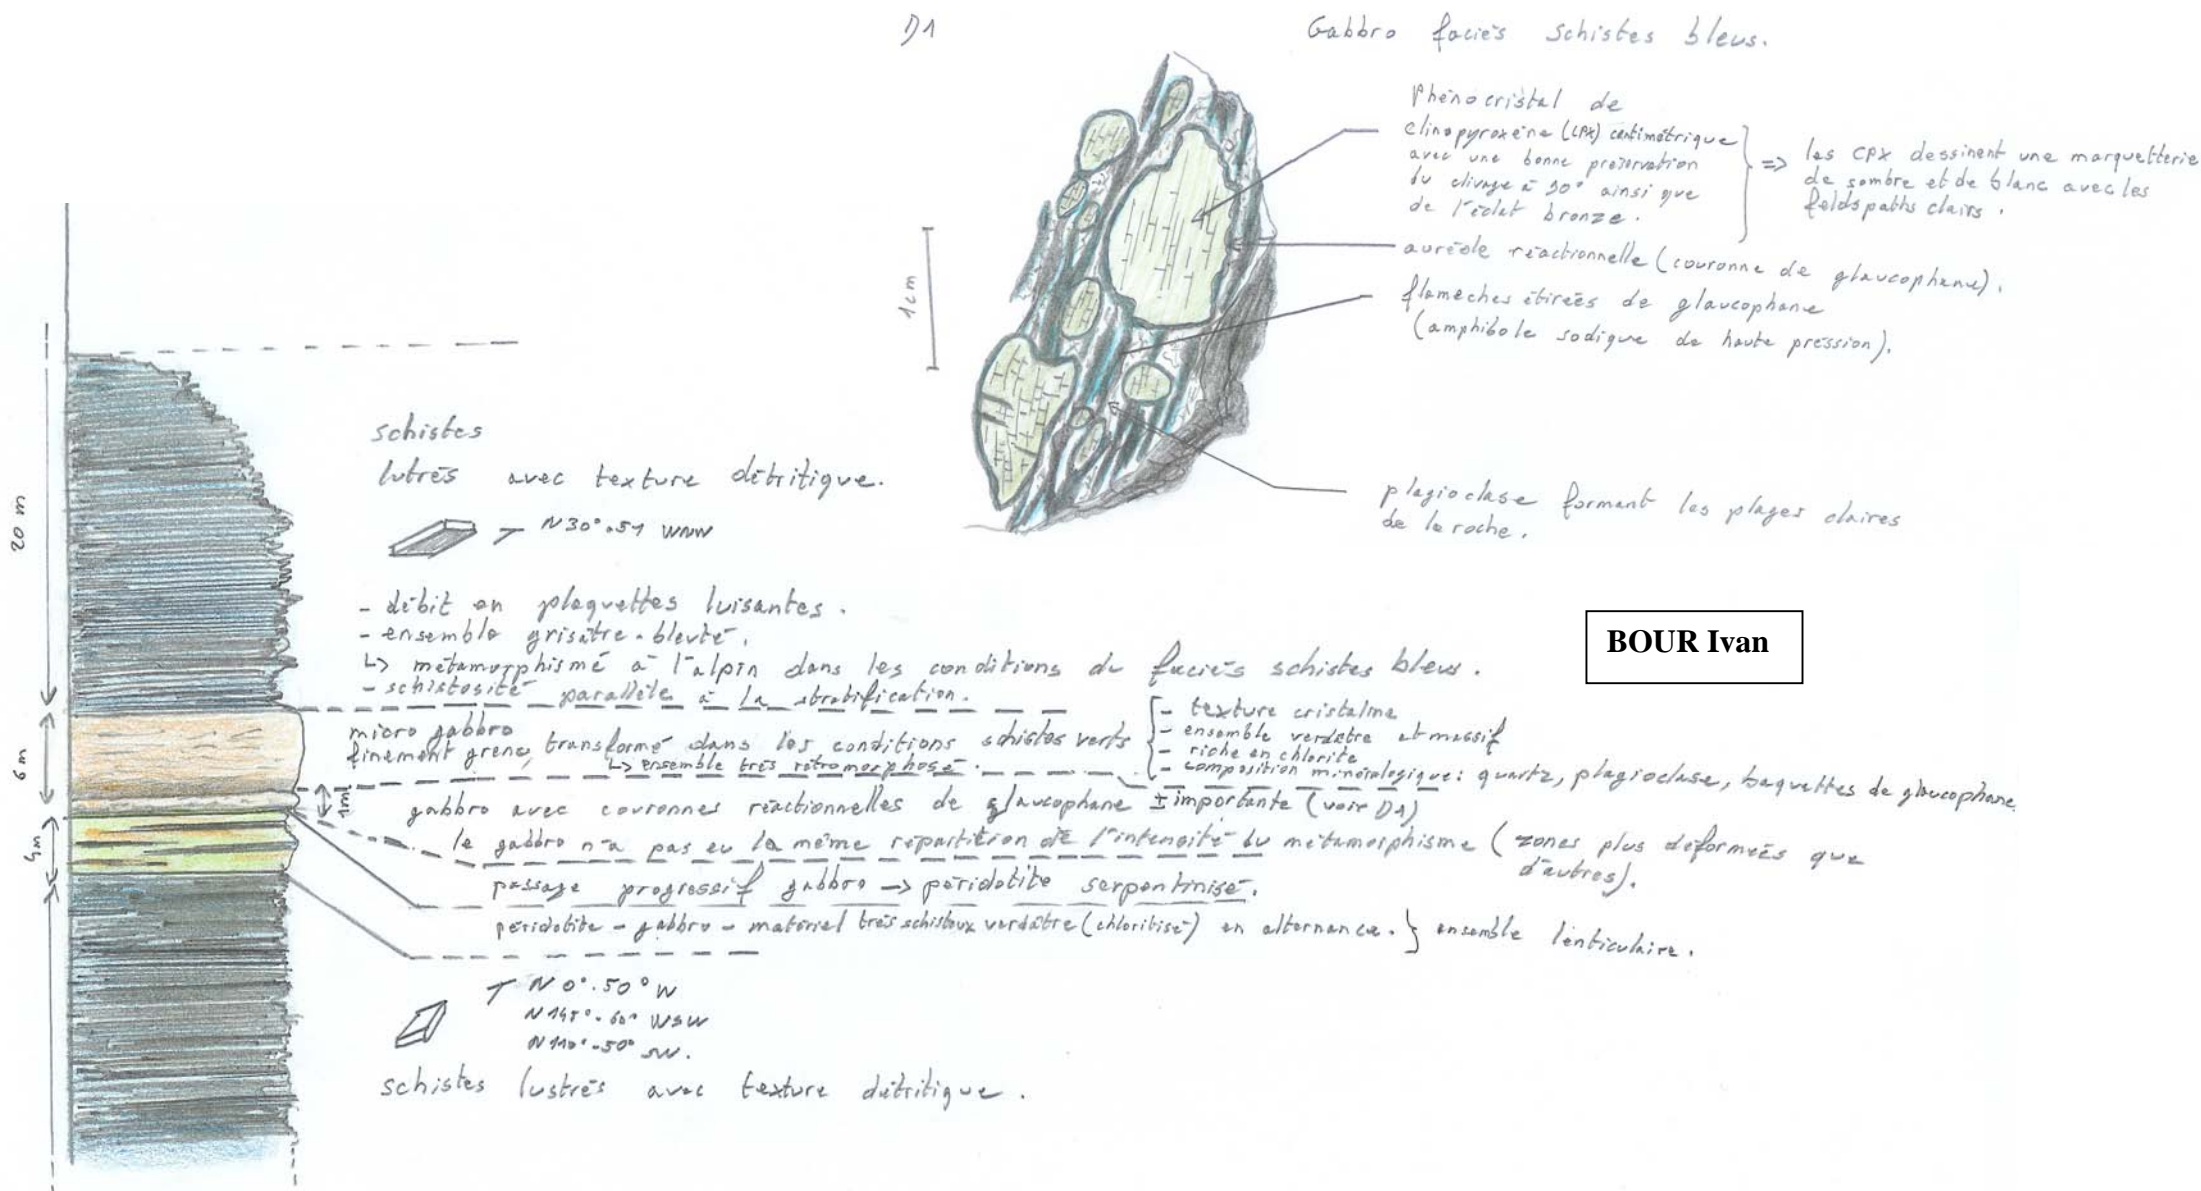 D1
Gabbro faciès schistes bleus.
Phénocristal de
clinopyroxène (CPX) centimétrique
avec une bonne préservation
du clivage à 90° ainsi que
de l'éclat bronze.
=> les CPX dessinent une marquetterie
de sombre et de blanc avec les
feldspaths clairs.
auréole réactionnelle (couronne de glaucophane).
flamèches étirées de glaucophane
(amphibole sodique de haute pression).
1cm
plagioclase formant les plages claires
de la roche.
BOUR Ivan
20 m
schistes
lutrés avec texture détritique.
N30°.51 WNW
- débit en plaquettes luisantes.
- ensemble grisâtre-bleuté.
↳ métamorphisme à l'alpin dans les conditions du faciès schistes bleus.
- schistosité parallèle à la stratification.
6m
micro gabbro
finement grenu, transformé dans les conditions schistes verts
↳ ensemble très rétromorphosé.
- texture cristalline
- ensemble verdâtre et massif
- riche en chlorite
- composition minéralogique: quartz, plagioclase, baguettes de glaucophane
gabbro avec couronnes réactionnelles de glaucophane ± importante (voir D1)
le gabbro n'a pas eu la même répartition de l'intensité du métamorphisme (zones plus déformées que
d'autres).
passage progressif gabbro -> péridotite serpentinisé.
péridotite - gabbro - matériel très schisteux verdâtre (chloritisé) en alternance. } ensemble lenticulaire.
N0°.50°W
N145°-60° WSW
N110°-50° SW.
schistes lustrés avec texture détritique.